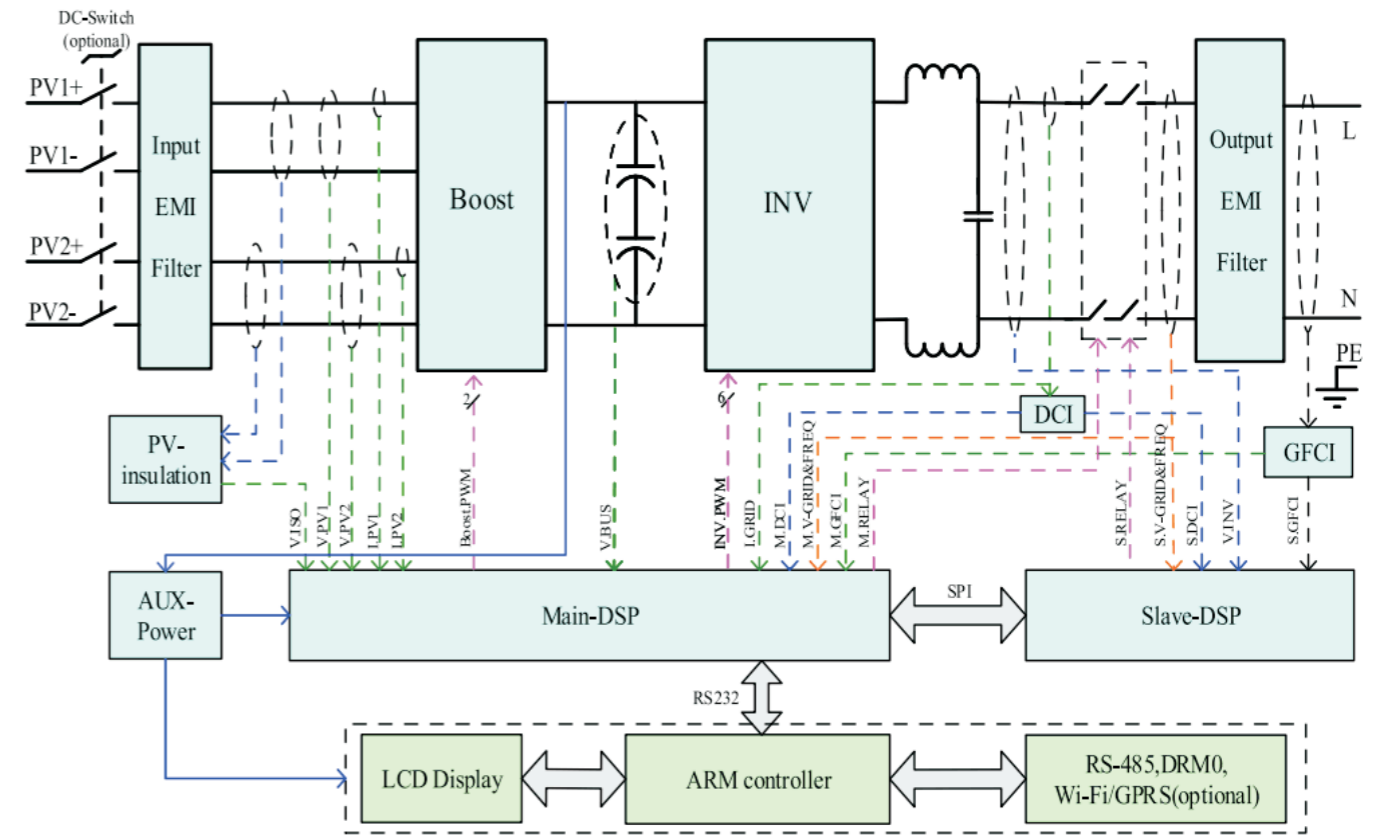 DC-Switch
(optional)
PV1+
PV1-
PV2+
PV2-
Input
EMI
Filter
Boost
INV
Output
EMI
Filter
L
N
PE
PV-
insulation
DCI
GFCI
2
6
V.ISO
V.PV1
V.PV2
I.PV1
I.PV2
Boost.PWM
V.BUS
INV.PWM
I.GRID
M.DCI
M.V-GRID&FREQ
M.GFCI
M.RELAY
S.RELAY
S.V-GRID&FREQ
S.DCI
V.INV
S.GFCI
AUX-
Power
Main-DSP
SPI
Slave-DSP
RS232
LCD Display
ARM controller
RS-485,DRM0,
Wi-Fi/GPRS(optional)